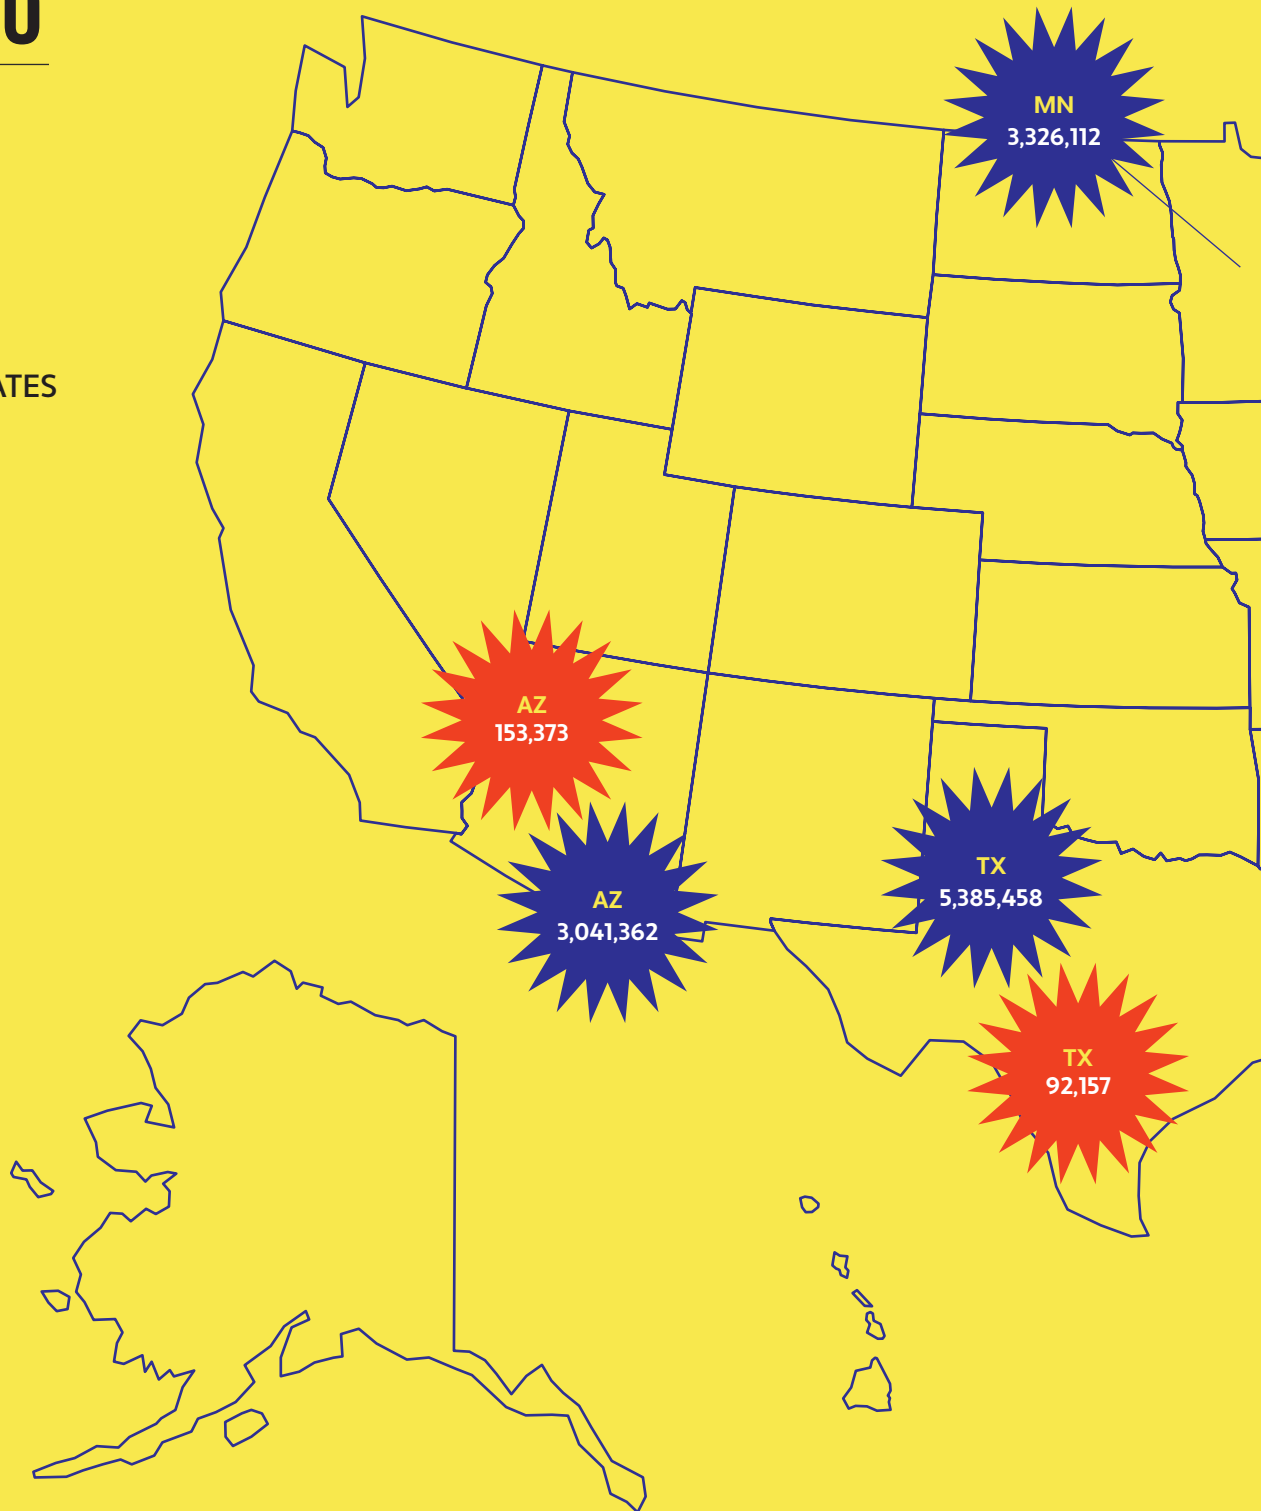 U
ATES
MN
3,326,112
AZ
153,373
AZ
3,041,362
TX
5,385,458
TX
92,157